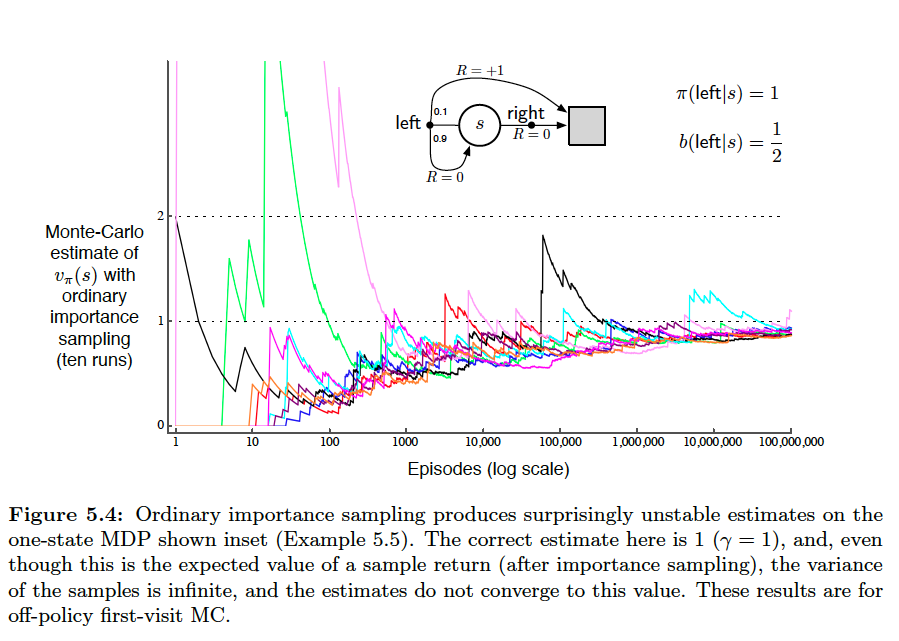 R = +1
π(left|s) = 1
0.1
left
s
right
R = 0
0.9
b(left|s) = 1/2
R = 0
Monte-Carlo
estimate of
vπ(s) with
ordinary
importance
sampling
(ten runs)
2
1
0
1 10 100 1000 10,000 100,000 1,000,000 10,000,000 100,000,000
Episodes (log scale)
Figure 5.4: Ordinary importance sampling produces surprisingly unstable estimates on the
one-state MDP shown inset (Example 5.5). The correct estimate here is 1 (γ = 1), and, even
though this is the expected value of a sample return (after importance sampling), the variance
of the samples is infinite, and the estimates do not converge to this value. These results are for
off-policy first-visit MC.